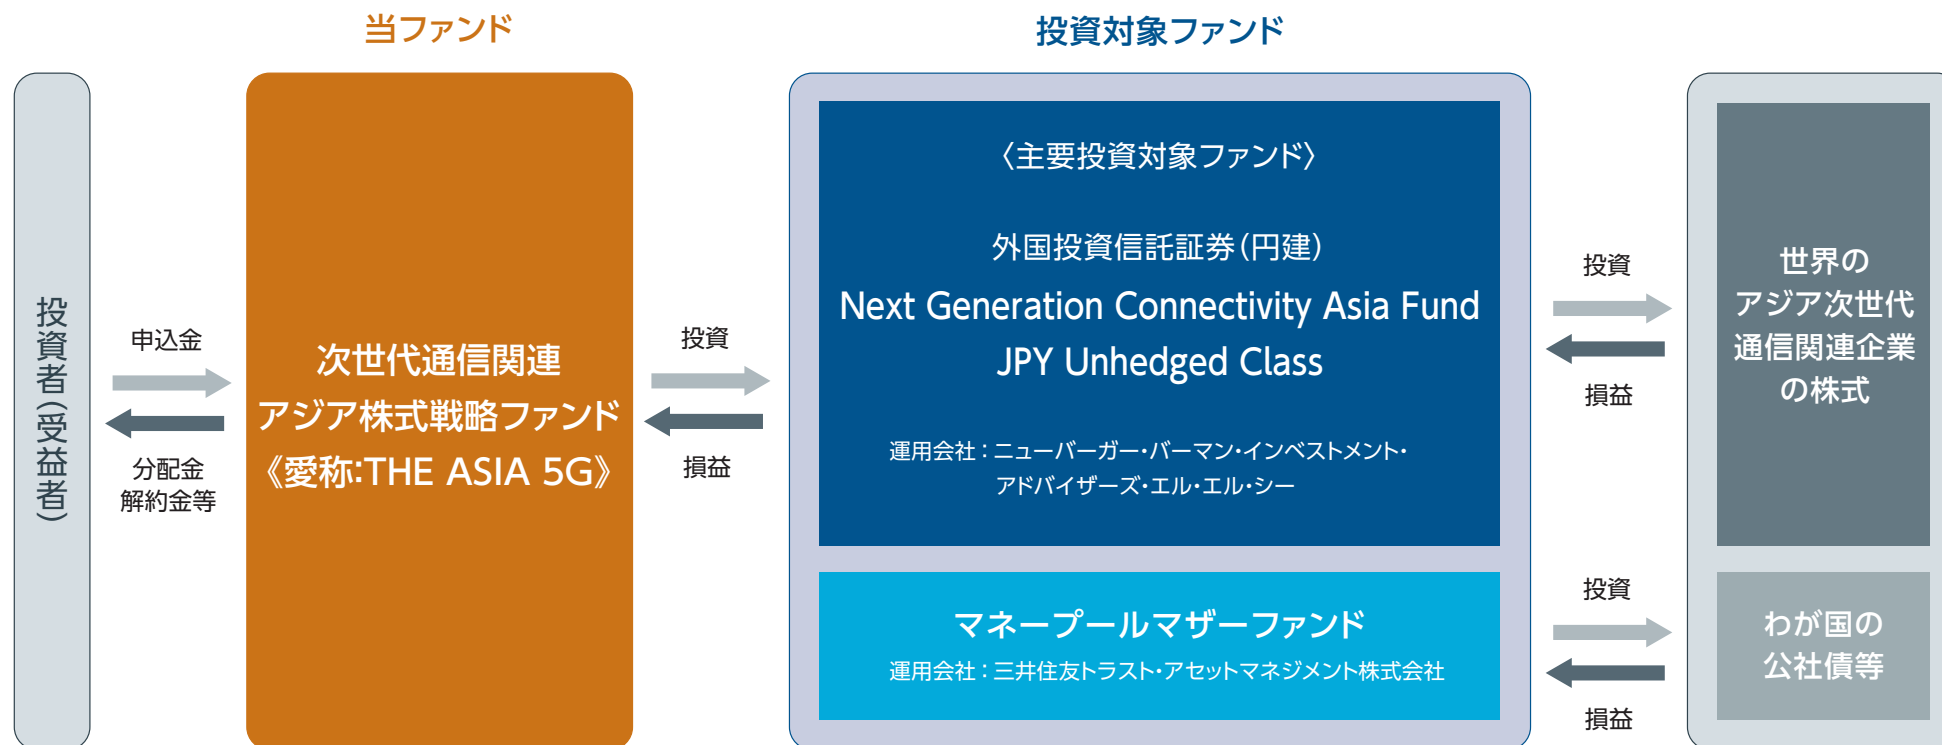 当ファンド
投資対象ファンド
投資者(受益者)
申込金
分配金
解約金等
次世代通信関連
アジア株式戦略ファンド
《愛称:THE ASIA 5G》
投資
損益
〈主要投資対象ファンド〉
外国投資信託証券(円建)
Next Generation Connectivity Asia Fund
JPY Unhedged Class
運用会社：ニューバーガー・バーマン・インベストメント・
アドバイザーズ・エル・エル・シー
マネープールマザーファンド
運用会社：三井住友トラスト・アセットマネジメント株式会社
投資
損益
投資
損益
世界の
アジア次世代
通信関連企業
の株式
わが国の
公社債等